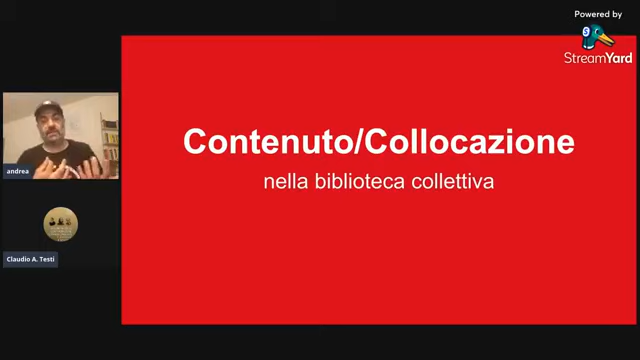 Powered by
StreamYard
Contenuto/Collocazione
nella biblioteca collettiva
andrea
Claudio A. Testi